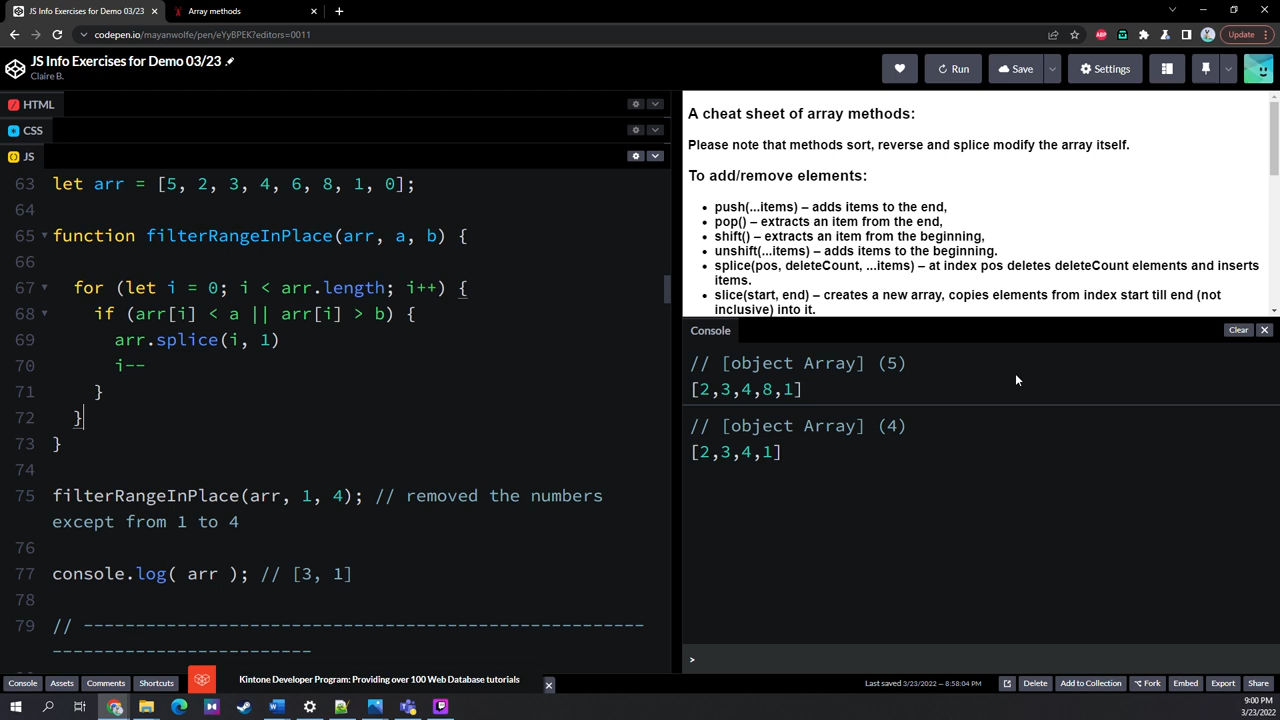 JS Info Exercises for Demo 03/23
Array methods
codepen.io/mayanwolfe/pen/eYyBPEK?editors=0011
Update
JS Info Exercises for Demo 03/23
Claire B.
Run
Save
Settings
HTML
CSS
JS
63 let arr = [5, 2, 3, 4, 6, 8, 1, 0];
64
65 function filterRangeInPlace(arr, a, b) {
66
67 for (let i = 0; i < arr.length; i++) {
68 if (arr[i] < a || arr[i] > b) {
69 arr.splice(i, 1)
70 i--
71 }
72 }
73 }
74
75 filterRangeInPlace(arr, 1, 4); // removed the numbers
except from 1 to 4
76
77 console.log( arr ); // [3, 1]
78
79 // ------------------------------------------------------
-------------------------
A cheat sheet of array methods:
Please note that methods sort, reverse and splice modify the array itself.
To add/remove elements:
• push(...items) – adds items to the end,
• pop() – extracts an item from the end,
• shift() – extracts an item from the beginning,
• unshift(...items) – adds items to the beginning.
• splice(pos, deleteCount, ...items) – at index pos deletes deleteCount elements and inserts
items.
• slice(start, end) – creates a new array, copies elements from index start till end (not
inclusive) into it.
Console
Clear
// [object Array] (5)
[2,3,4,8,1]
// [object Array] (4)
[2,3,4,1]
>
Console
Assets
Comments
Shortcuts
Kintone Developer Program: Providing over 100 Web Database tutorials
Last saved 3/23/2022 — 8:58:04 PM
Delete
Add to Collection
Fork
Embed
Export
Share
9:00 PM
3/23/2022